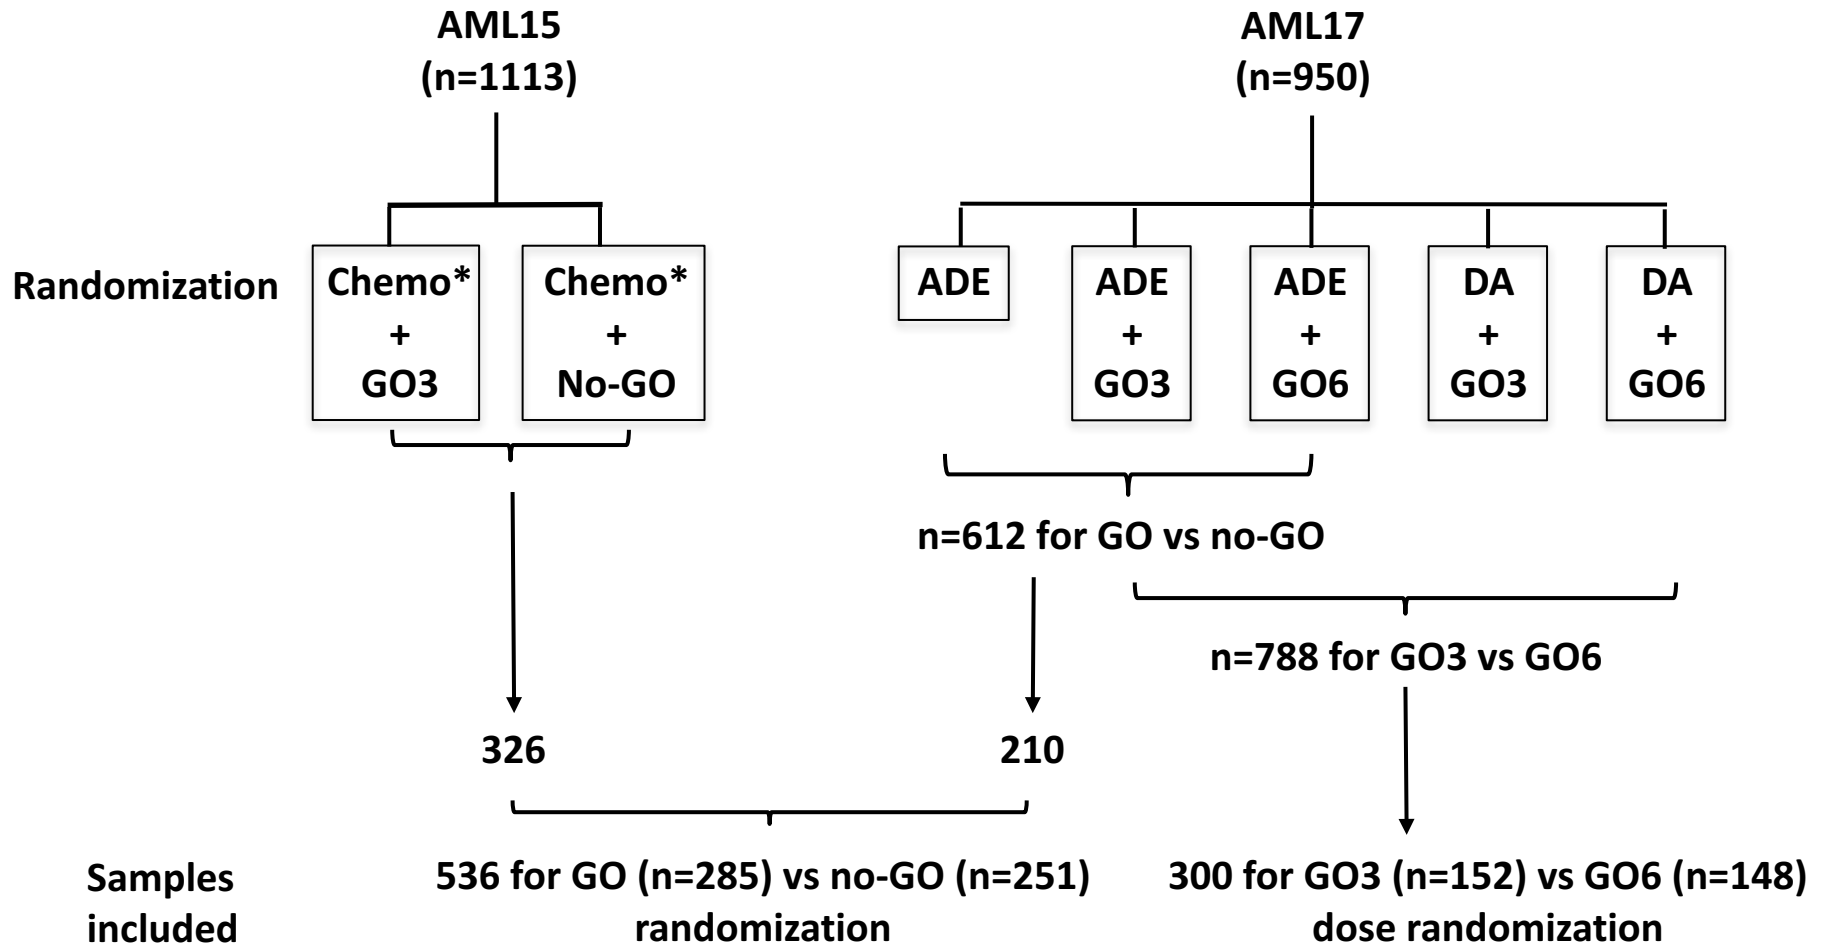 AML15
(n=1113)
AML17
(n=950)
Randomization
Chemo*
+
GO3
Chemo*
+
No-GO
ADE
ADE
+
GO3
ADE
+
GO6
DA
+
GO3
DA
+
GO6
n=612 for GO vs no-GO
n=788 for GO3 vs GO6
326
210
Samples
included
536 for GO (n=285) vs no-GO (n=251)
randomization
300 for GO3 (n=152) vs GO6 (n=148)
dose randomization